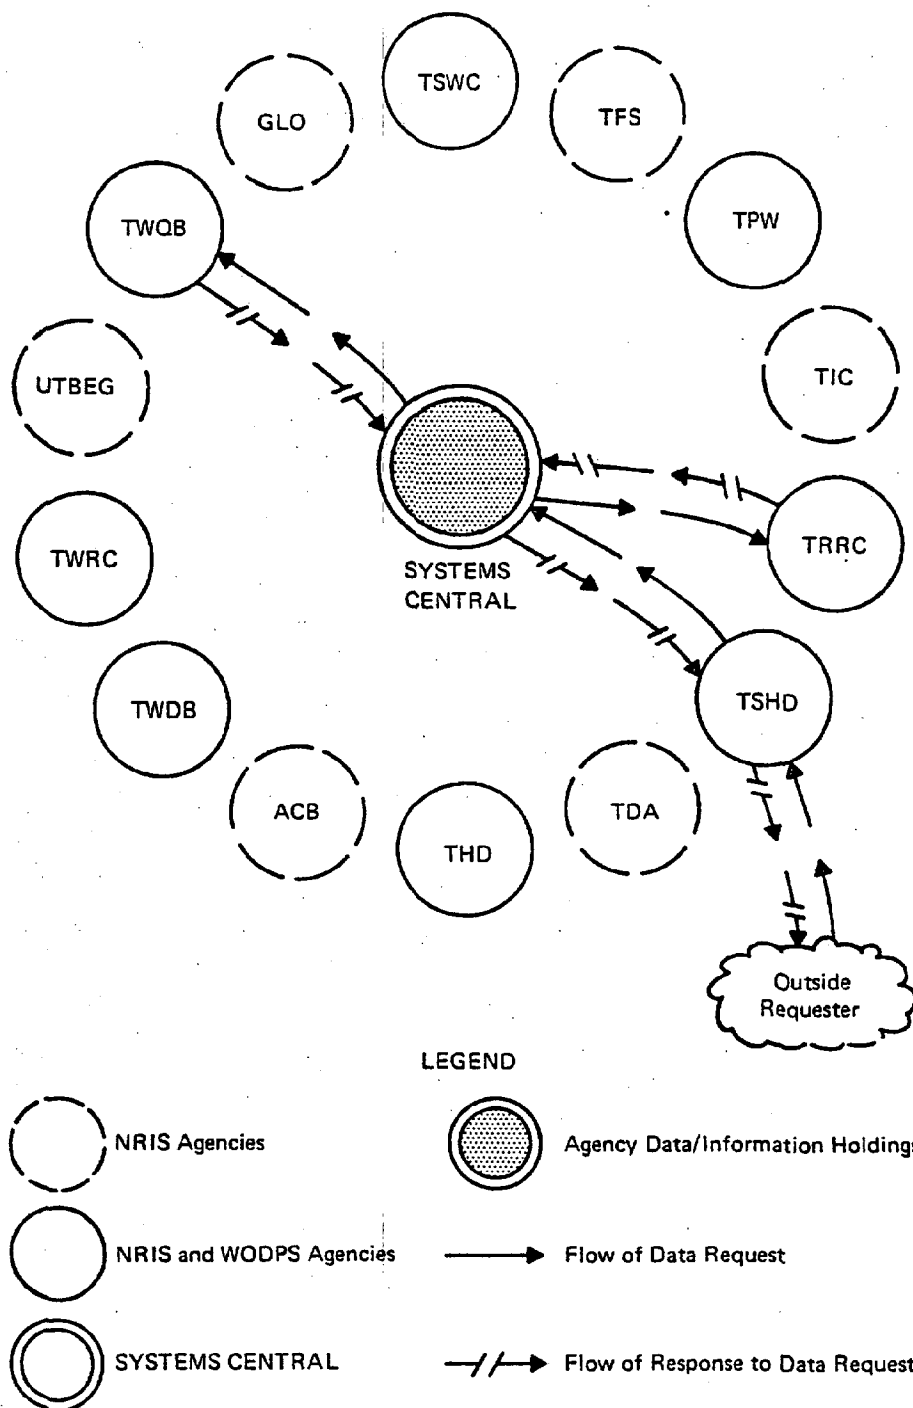 TSWC
GLO
TFS
TWQB
TPW
UTBEG
TIC
TWRC
TRRC
SYSTEMS
CENTRAL
TWDB
TSHD
ACB
THD
TDA
Outside
Requester
LEGEND
NRIS Agencies
Agency Data/Information Holdings
NRIS and WODPS Agencies
Flow of Data Request
SYSTEMS CENTRAL
Flow of Response to Data Request